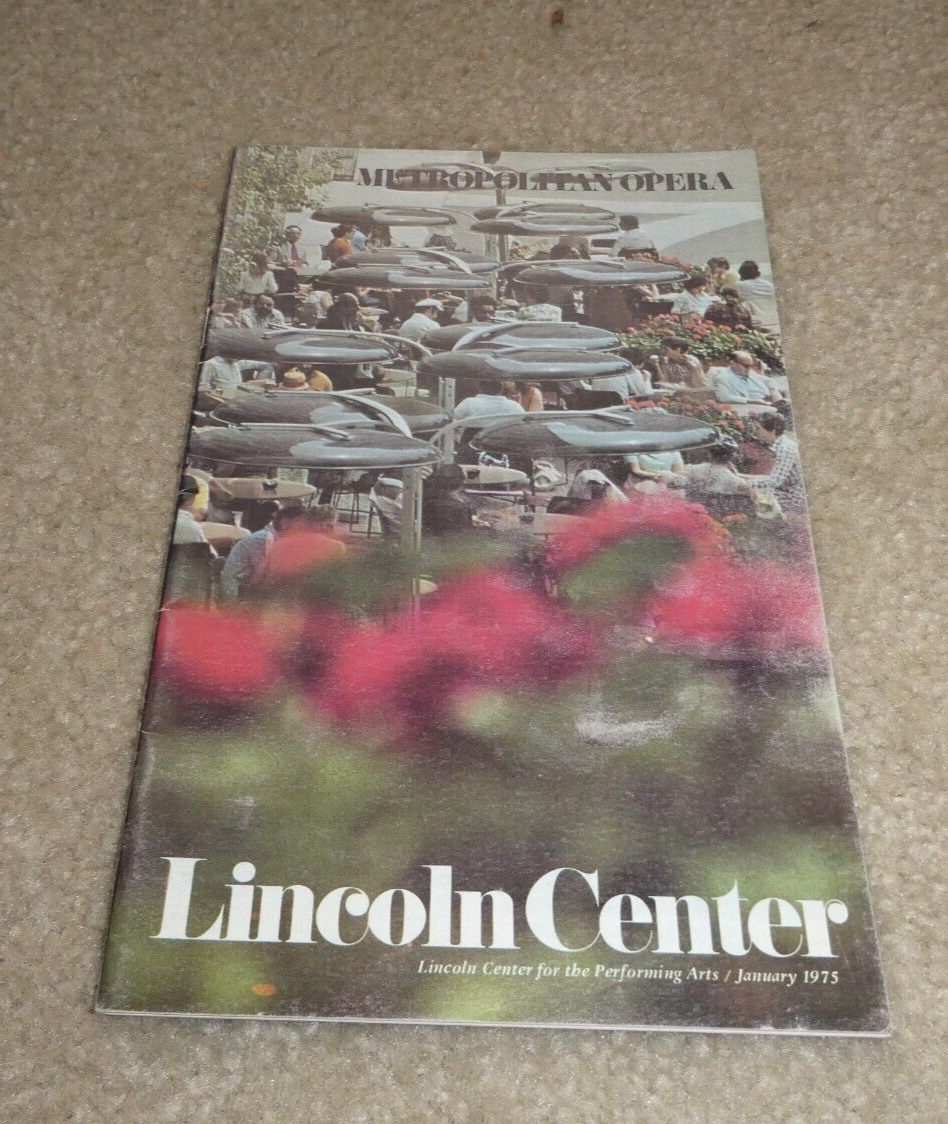 METROPOLITAN OPERA
Lincoln Center
Lincoln Center for the Performing Arts / January 1975